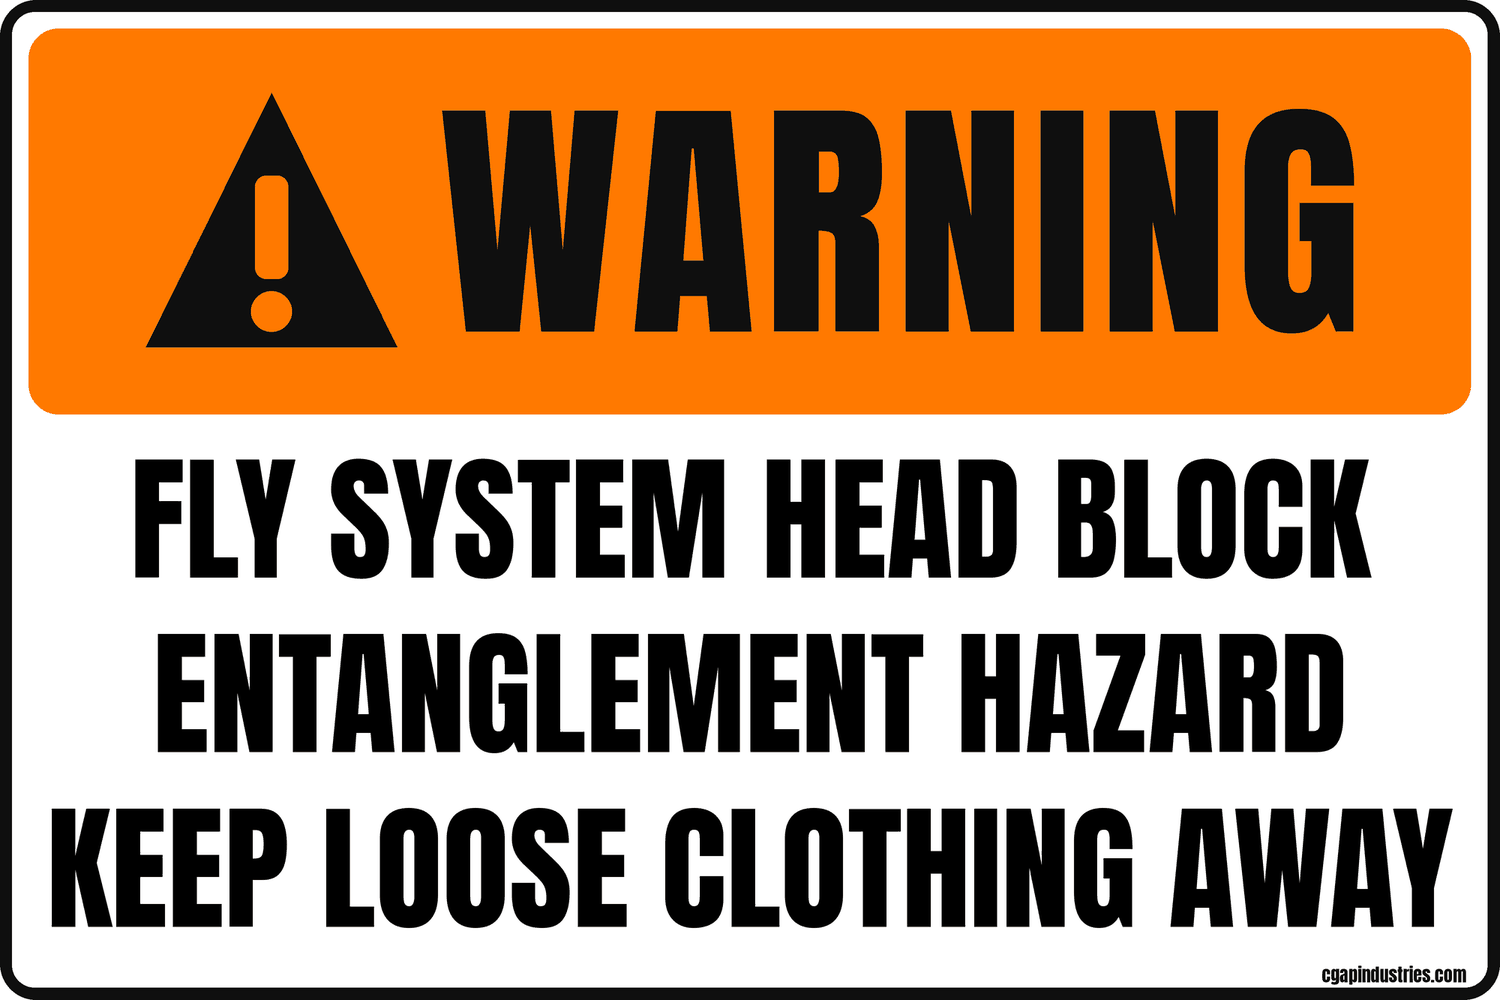 WARNING
FLY SYSTEM HEAD BLOCK
ENTANGLEMENT HAZARD
KEEP LOOSE CLOTHING AWAY
cgapindustries.com